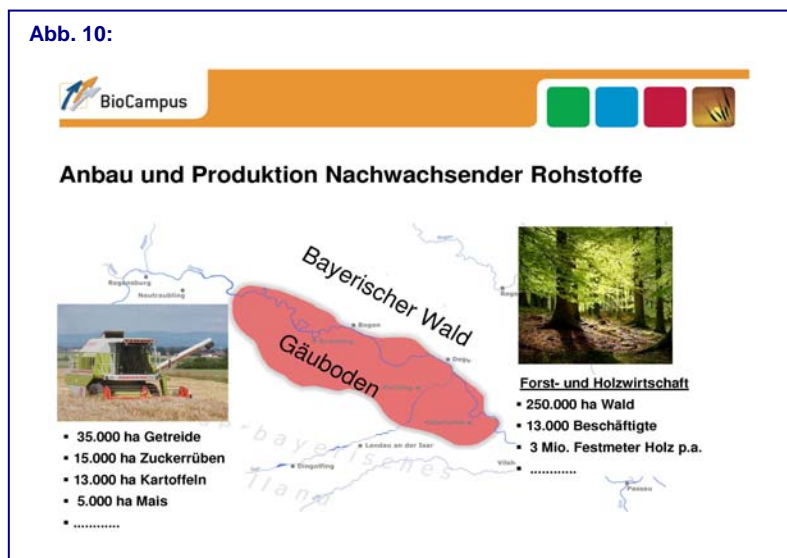 Abb. 10:
BioCampus
Anbau und Produktion Nachwachsender Rohstoffe
Regensburg
Neutraubling
Bayerischer Wald
Bogen
Gäuboden
Landau an der Isar
Dingolfing
Passau
▪ 35.000 ha Getreide
▪ 15.000 ha Zuckerrüben
▪ 13.000 ha Kartoffeln
▪ 5.000 ha Mais
▪ ............
Forst- und Holzwirtschaft
▪ 250.000 ha Wald
▪ 13.000 Beschäftigte
▪ 3 Mio. Festmeter Holz p.a.
▪ ............